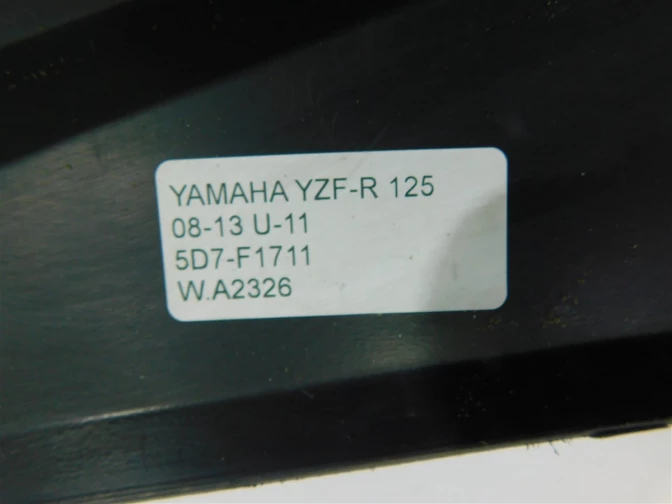 YAMAHA YZF-R 125
08-13 U-11
5D7-F1711
W.A2326